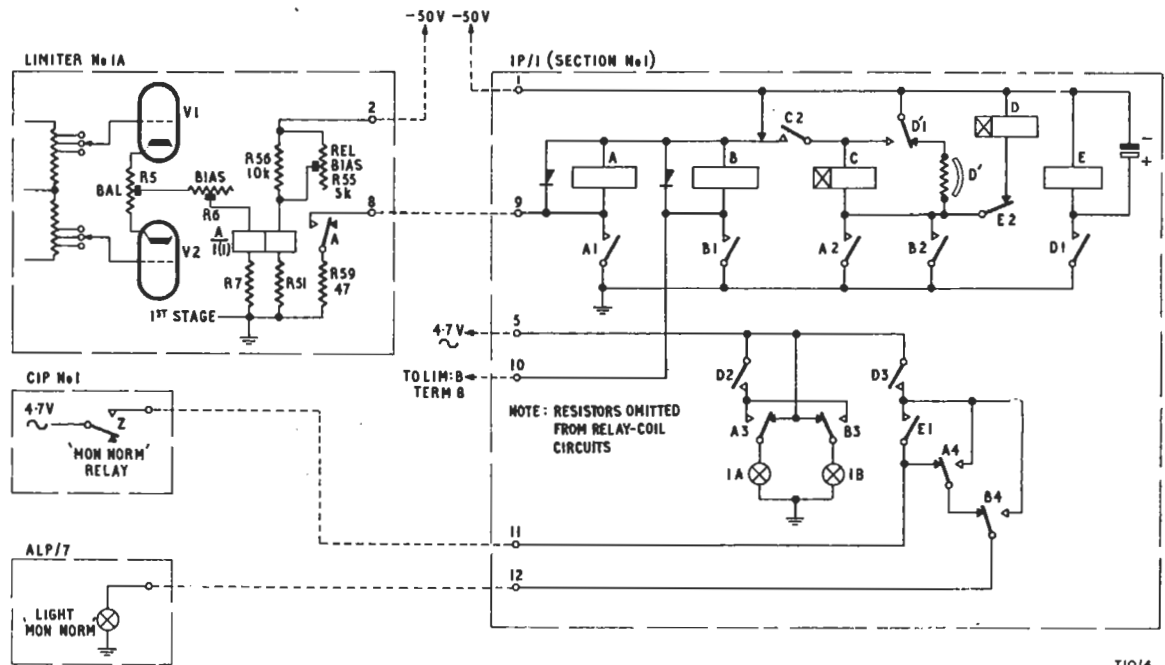 -50V -50V
LIMITER No 1A
V1
R5
BAL
BIAS
R6
V2
A
1(1)
R7
R56
10k
REL
BIAS
R55
5k
R51
A
R59
47
1ST STAGE
2
8
1P/1 (SECTION No1)
1
9
A
B
C2
C
D'1
D'
D
E2
E
-
+
A1
B1
A2
B2
D1
4·7V
5
10
TO LIM:B
TERM 8
NOTE: RESISTORS OMITTED
FROM RELAY-COIL
CIRCUITS
D2
D3
A3
B3
E1
A4
B4
1A
1B
11
12
CIP No1
4·7V
Z
'MON NORM'
RELAY
ALP/7
'LIGHT
MON NORM'